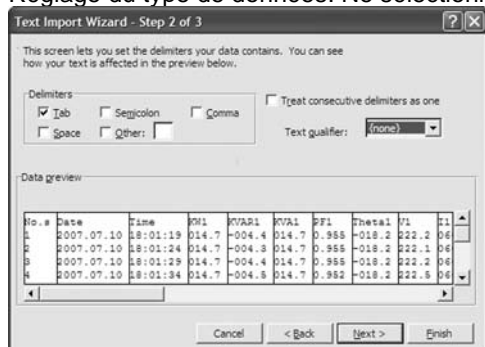 Réglage du type de données. Ne sélectionn
Text Import Wizard - Step 2 of 3
This screen lets you set the delimiters your data contains. You can see
how your text is affected in the preview below.
Delimiters
Tab Semicolon Comma
Space Other:
Treat consecutive delimiters as one
Text qualifier: {none}
Data preview
No.s Date Time KW1 KVAR1 KVA1 PF1 Theta1 V1 I1
1 2007.07.10 18:01:19 014.7 -004.4 014.7 0.955 -018.2 222.2 06
2 2007.07.10 18:01:24 014.7 -004.3 014.7 0.955 -018.2 222.1 06
3 2007.07.10 18:01:29 014.7 -004.4 014.7 0.955 -018.2 222.2 06
4 2007.07.10 18:01:34 014.7 -004.5 014.7 0.952 -018.2 222.5 06
Cancel < Back Next > Finish